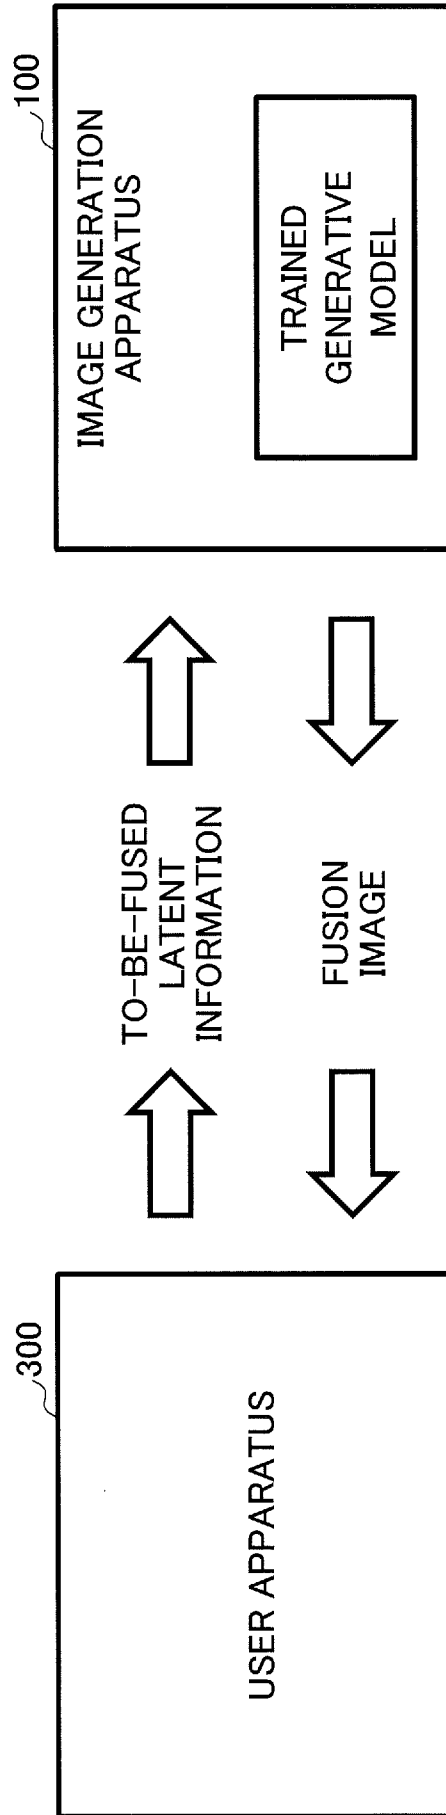 300
USER APPARATUS
TO-BE-FUSED
LATENT
INFORMATION
FUSION
IMAGE
100
IMAGE GENERATION
APPARATUS
TRAINED
GENERATIVE
MODEL